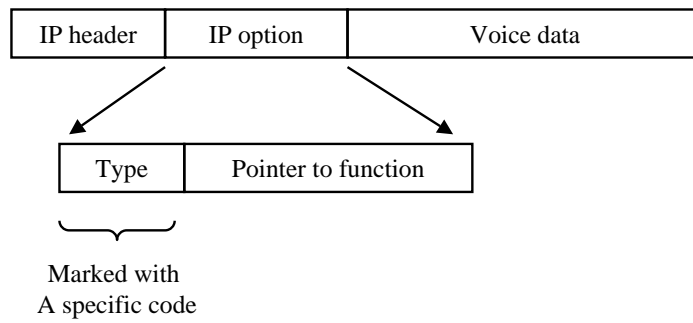 IP header IP option Voice data
Type Pointer to function
Marked with
A specific code